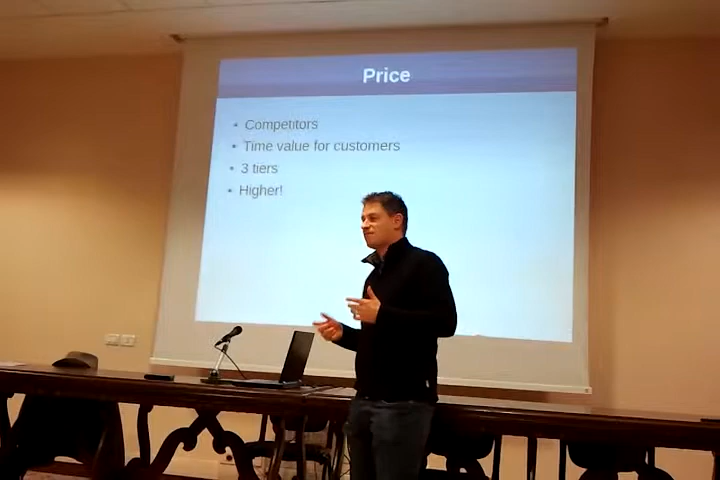 Price
• Competitors
• Time value for customers
• 3 tiers
• Higher!